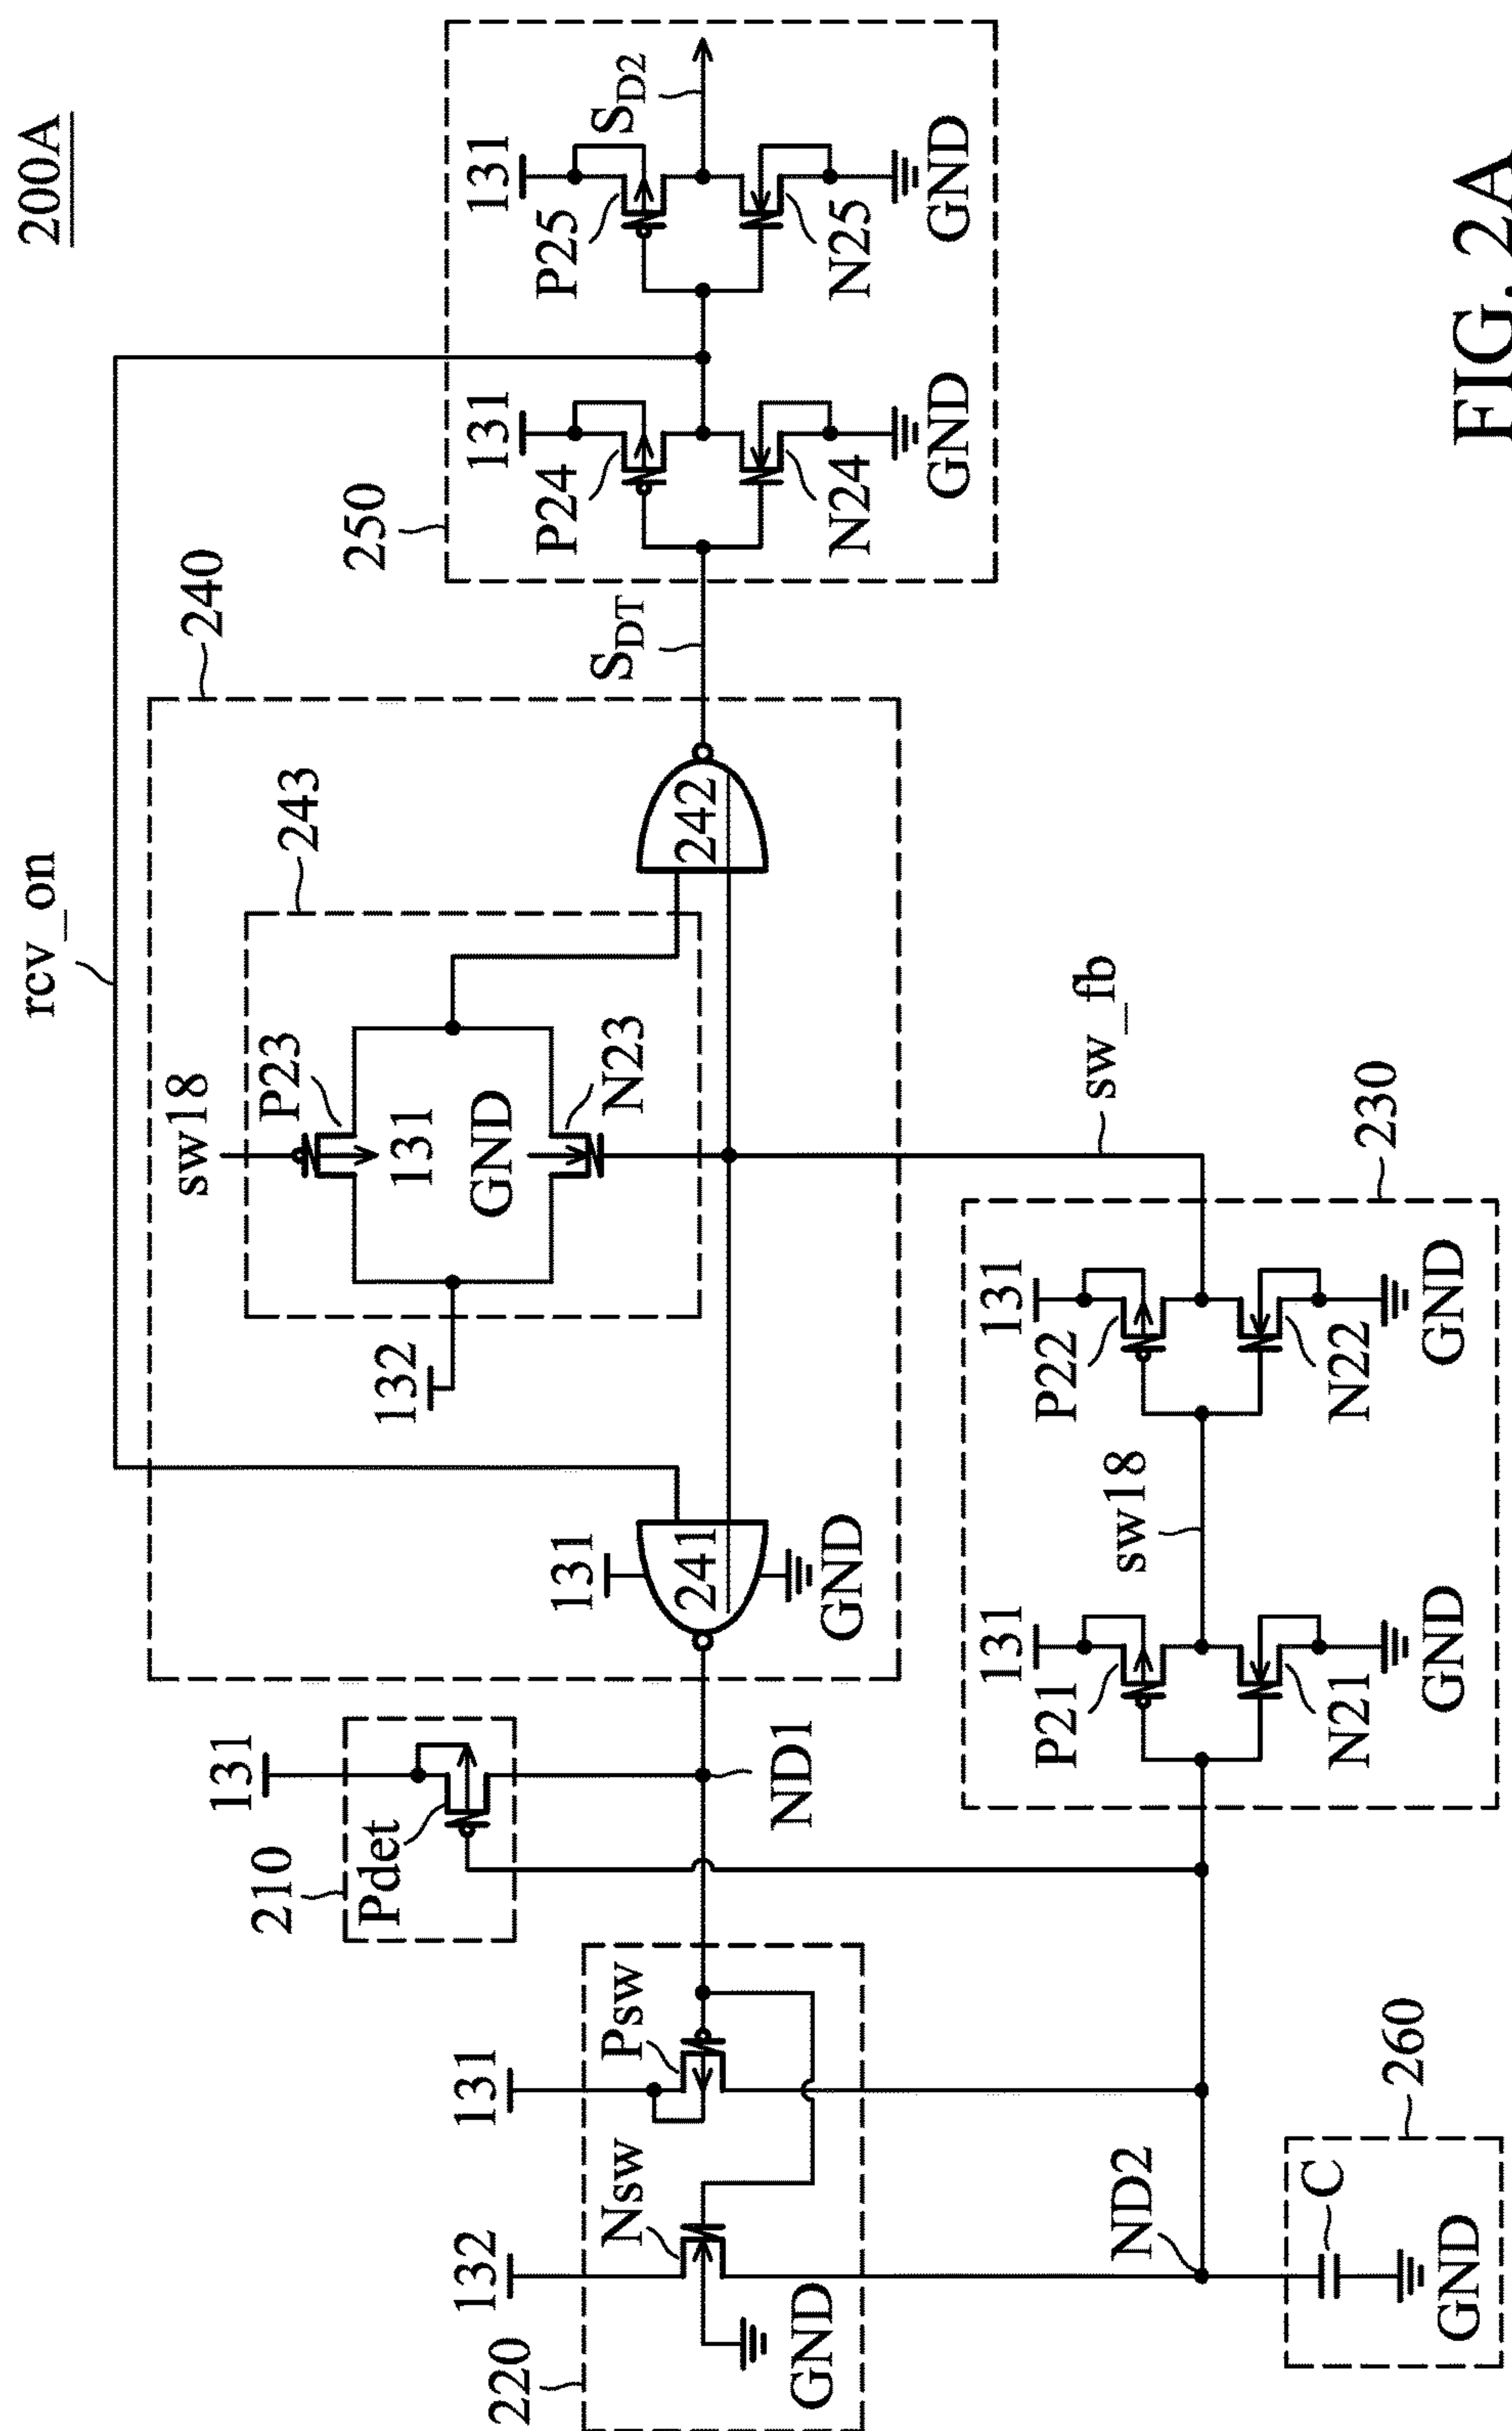 200A
rcv_on
240
243
250
sw18
P23
131
GND
N23
132
131
241
GND
242
S_DT
131
P24
N24
GND
131
P25
N25
GND
S_D2
210
131
Pdet
ND1
220
132
Nsw
131
Psw
GND
ND2
260
C
GND
230
131
P21
N21
GND
sw18
131
P22
N22
GND
sw_fb
FIG. 2A